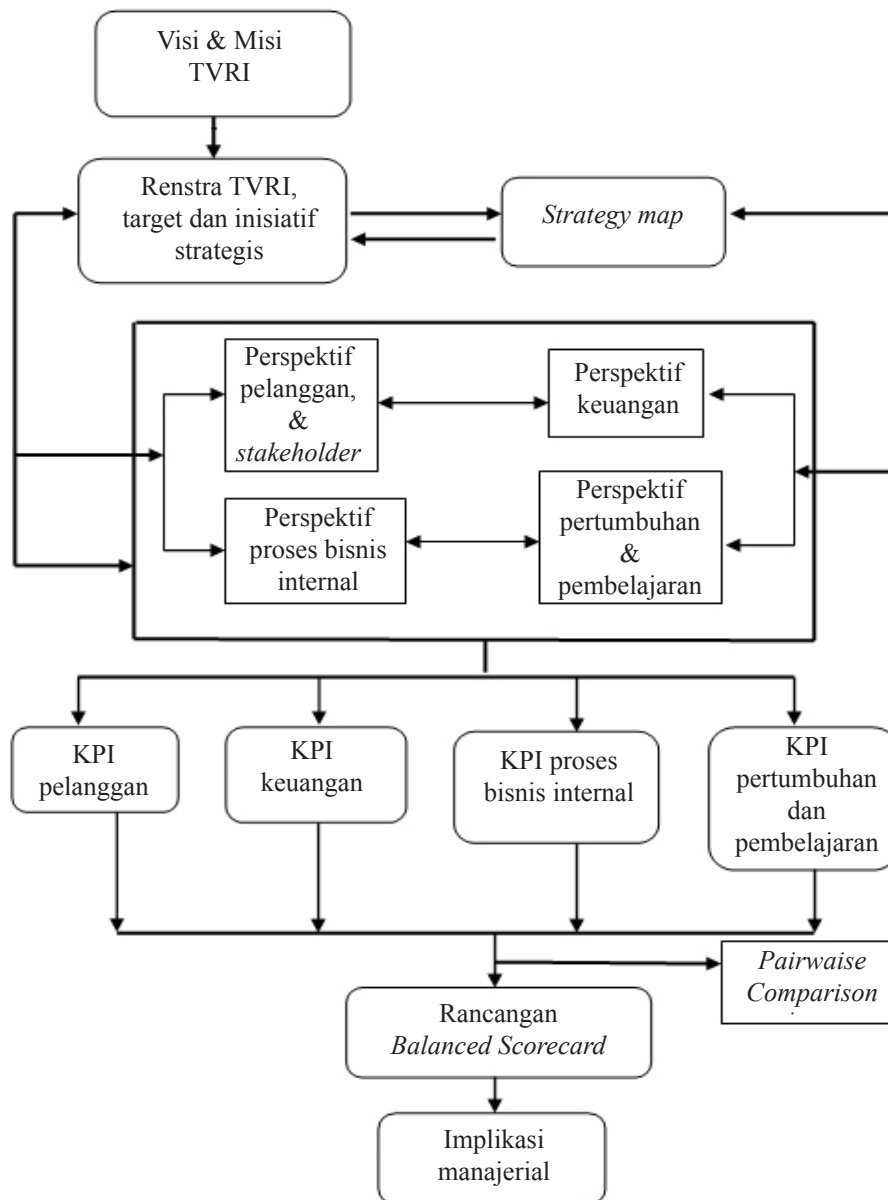 Visi & Misi
TVRI
Renstra TVRI,
target dan inisiatif
strategis
Strategy map
Perspektif
pelanggan,
&
stakeholder
Perspektif
keuangan
Perspektif
proses bisnis
internal
Perspektif
pertumbuhan
&
pembelajaran
KPI
pelanggan
KPI
keuangan
KPI proses
bisnis internal
KPI
pertumbuhan
dan
pembelajaran
Pairwaise
Comparison
Rancangan
Balanced Scorecard
Implikasi
manajerial